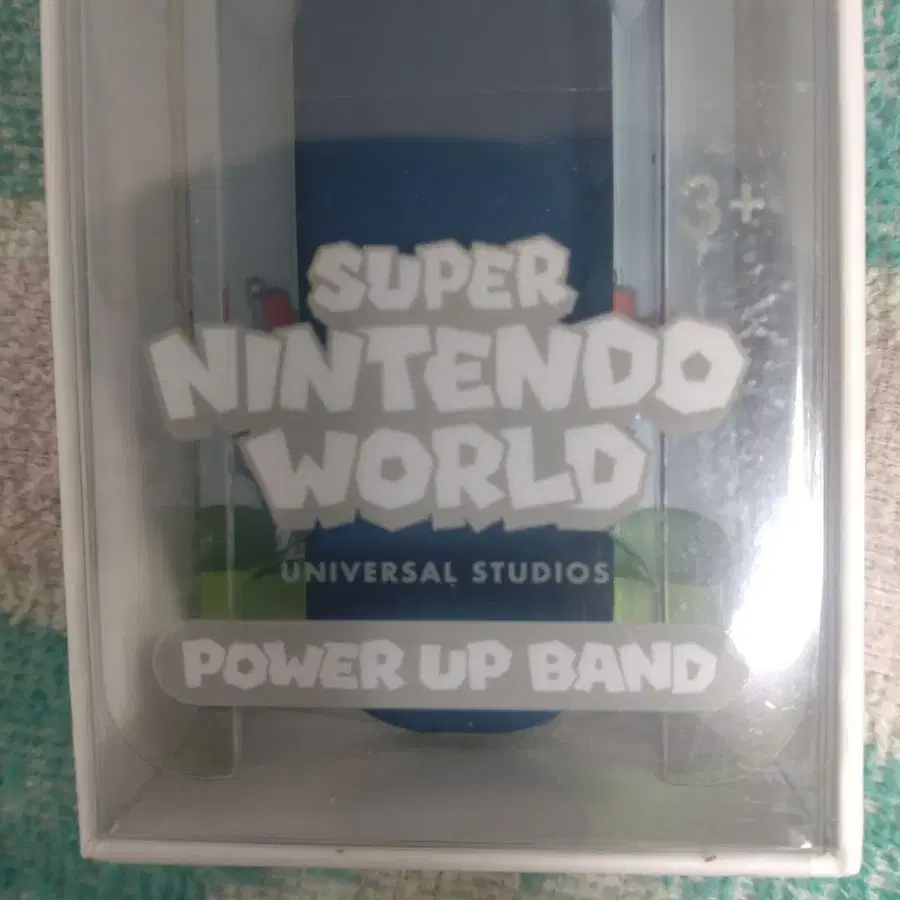 3+
SUPER
NINTENDO
WORLD
UNIVERSAL STUDIOS
POWER UP BAND